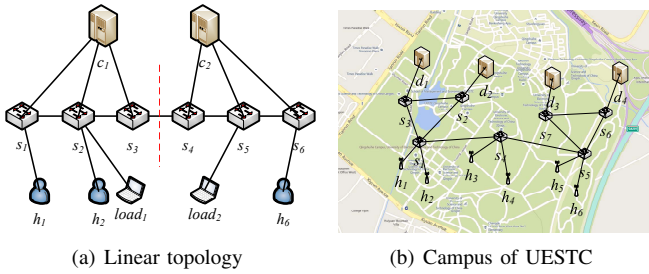 c1
c2
s1
s2
s3
s4
s5
s6
h1
h2
load1
load2
h6
(a) Linear topology
d1
d2
d3
d4
s3
s2
s7
s6
s1
s4
s5
h1
h2
h3
h4
h5
h6
(b) Campus of UESTC